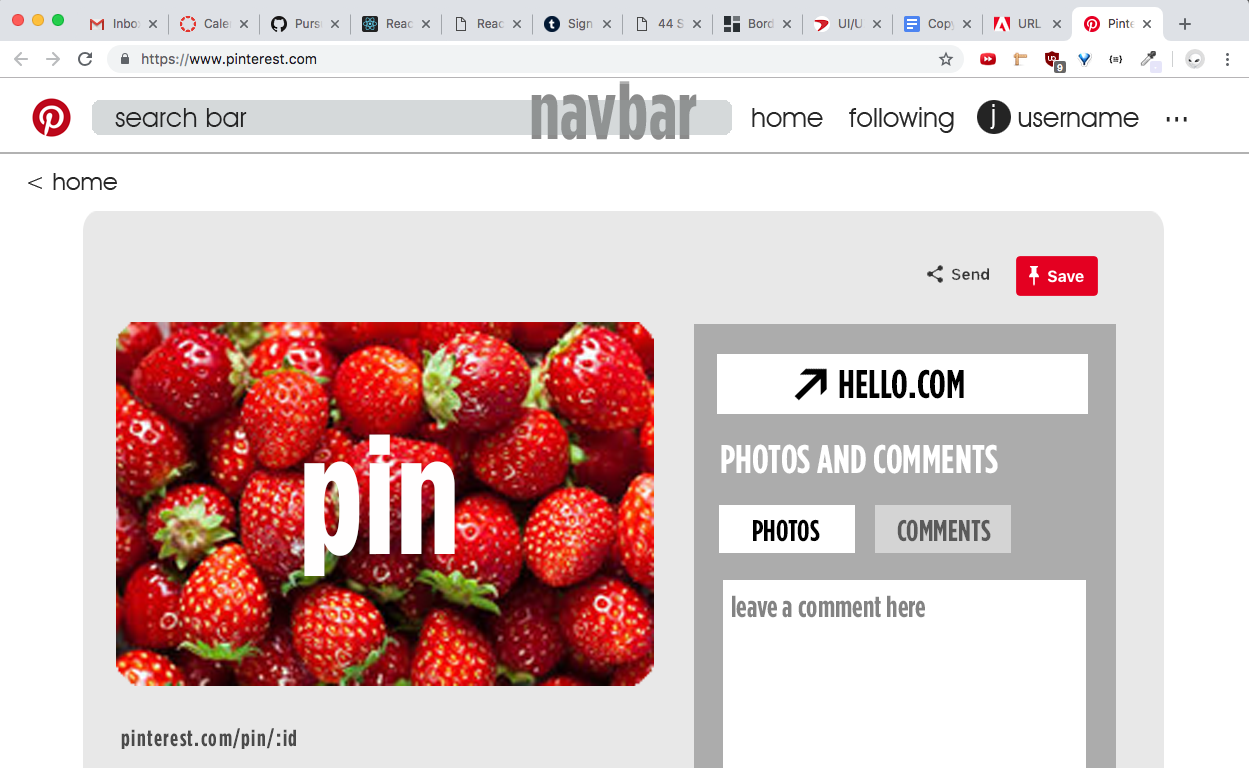 Inbo Cale Purs Reac Reac Sign 44 S Bord UI/U Copy URL Pinte
https://www.pinterest.com
9
search bar navbar home following j username ...
< home
Send Save
HELLO.COM
PHOTOS AND COMMENTS
PHOTOS COMMENTS
pin
leave a comment here
pinterest.com/pin/:id